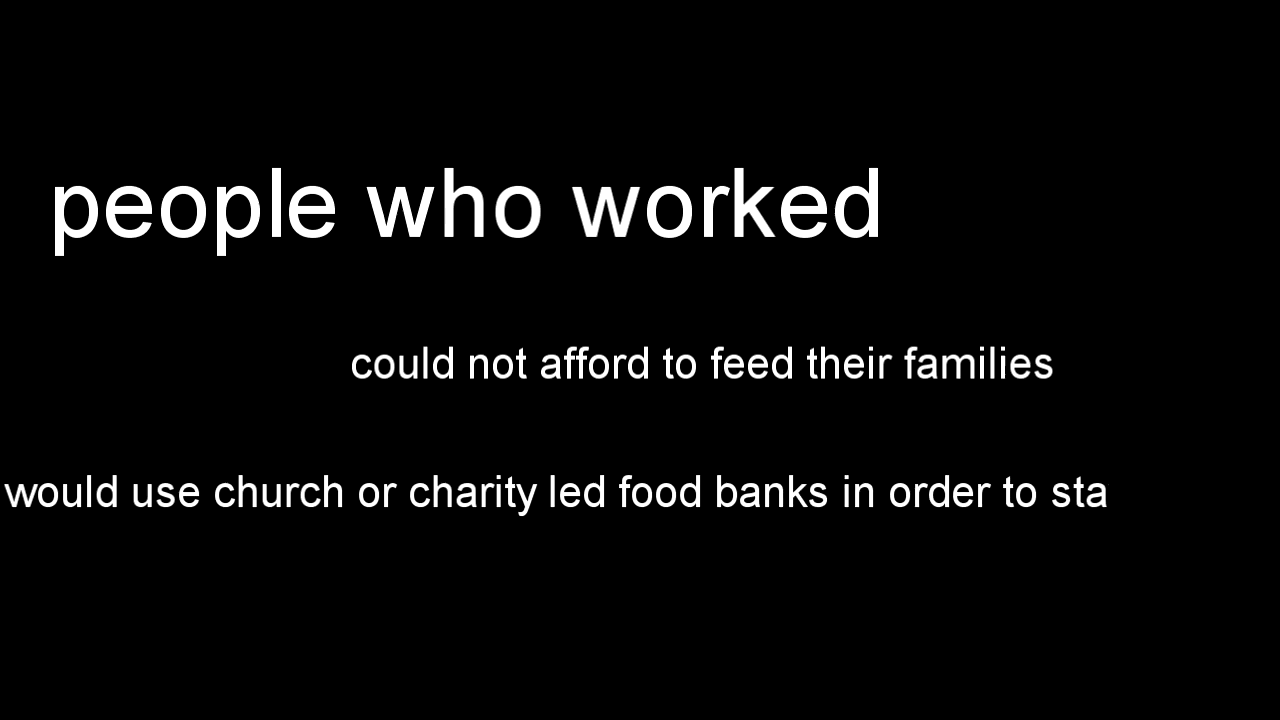 people who worked
could not afford to feed their families
would use church or charity led food banks in order to sta